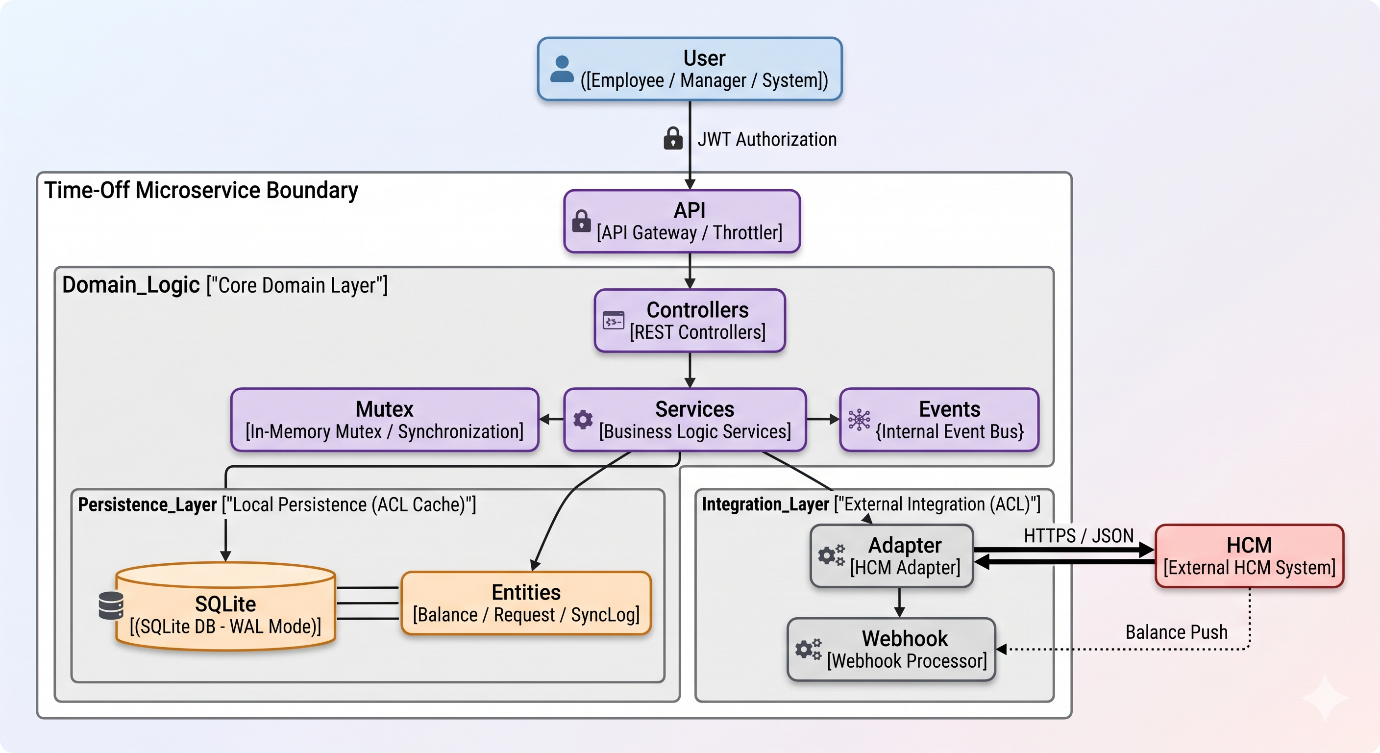 User
([Employee / Manager / System])
JWT Authorization
Time-Off Microservice Boundary
API
[API Gateway / Throttler]
Domain_Logic ["Core Domain Layer"]
Controllers
[REST Controllers]
Mutex
[In-Memory Mutex / Synchronization]
Services
[Business Logic Services]
Events
{Internal Event Bus}
Persistence_Layer ["Local Persistence (ACL Cache)"]
Integration_Layer ["External Integration (ACL)"]
SQLite
[(SQLite DB - WAL Mode)]
Entities
[Balance / Request / SyncLog]
Adapter
[HCM Adapter]
HTTPS / JSON
HCM
[External HCM System]
Webhook
[Webhook Processor]
Balance Push